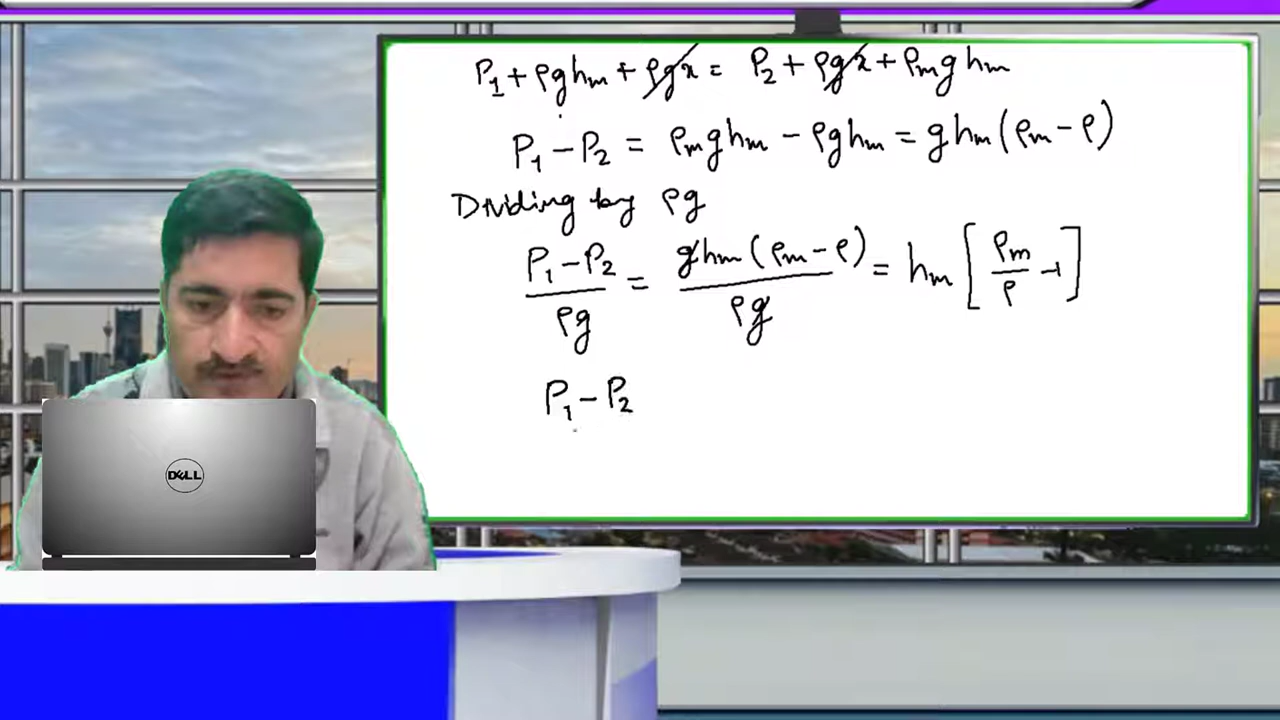 P₁ + ρghₘ + ρgx = P₂ + ρgx + ρₘghₘ
P₁ − P₂ = ρₘghₘ − ρghₘ = ghₘ(ρₘ − ρ)
Dividing by ρg
(P₁ − P₂)/ρg = ghₘ(ρₘ − ρ)/ρg = hₘ[ρₘ/ρ − 1]
P₁ − P₂
DELL